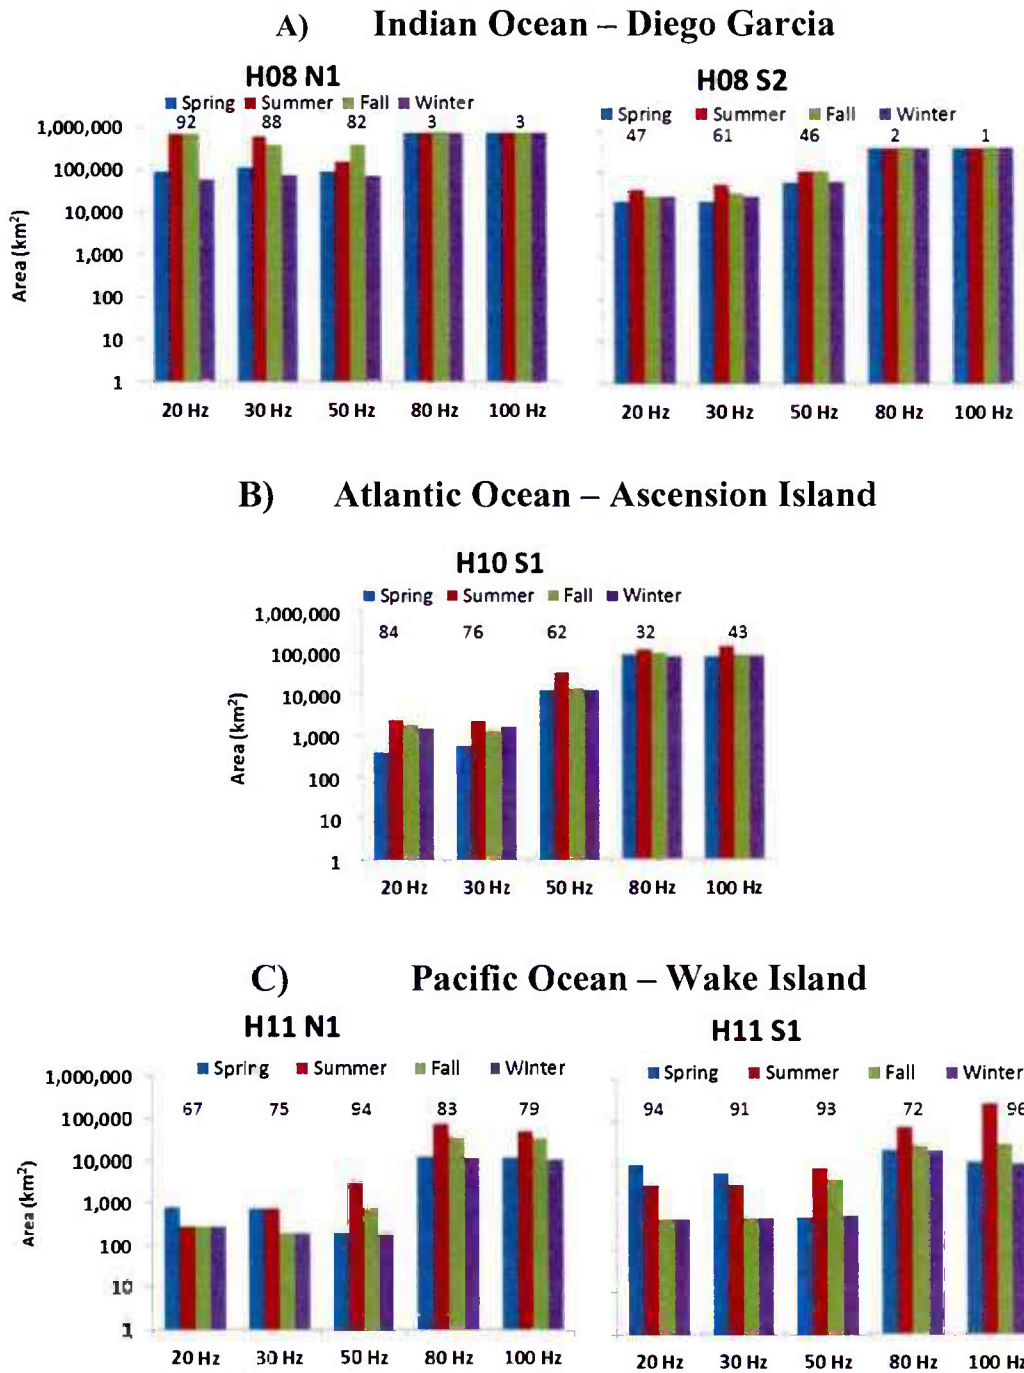 A) Indian Ocean – Diego Garcia
H08 N1
Spring Summer Fall Winter
92 88 82 3 3
1,000,000
100,000
10,000
1,000
100
10
1
Area (km²)
20 Hz 30 Hz 50 Hz 80 Hz 100 Hz
H08 S2
Spring Summer Fall Winter
47 61 46 2 1
20 Hz 30 Hz 50 Hz 80 Hz 100 Hz
B) Atlantic Ocean – Ascension Island
H10 S1
Spring Summer Fall Winter
1,000,000
84 76 62 32 43
100,000
10,000
1,000
100
10
1
Area (km²)
20 Hz 30 Hz 50 Hz 80 Hz 100 Hz
C) Pacific Ocean – Wake Island
H11 N1
Spring Summer Fall Winter
1,000,000
67 75 94 83 79
100,000
10,000
1,000
100
10
1
Area (km²)
20 Hz 30 Hz 50 Hz 80 Hz 100 Hz
H11 S1
Spring Summer Fall Winter
94 91 93 72 96
20 Hz 30 Hz 50 Hz 80 Hz 100 Hz